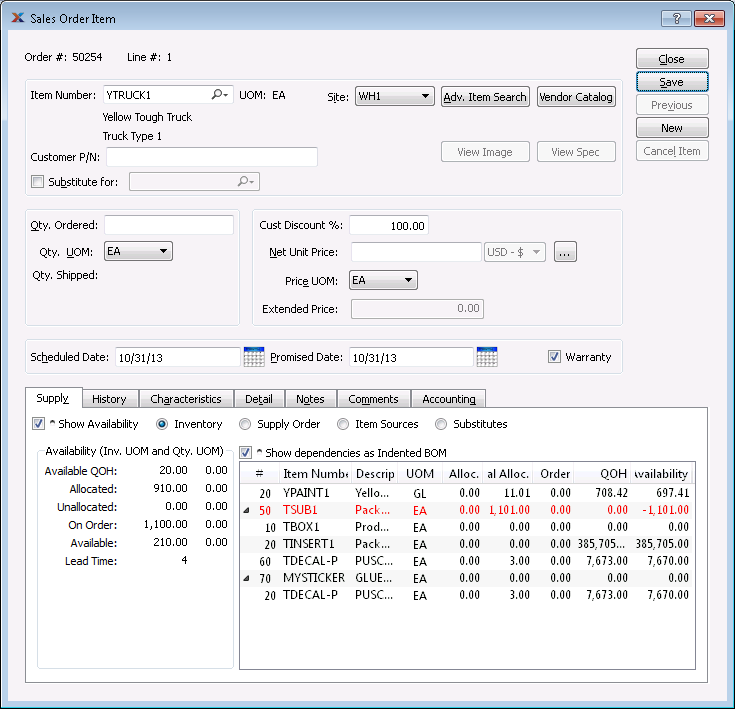 Sales Order Item
Order #: 50254 Line #: 1
Close
Save
Previous
New
Cancel Item
Item Number: YTRUCK1 UOM: EA Site: WH1 Adv. Item Search Vendor Catalog
Yellow Tough Truck
Truck Type 1
Customer P/N: View Image View Spec
Substitute for:
Qty. Ordered:
Qty. UOM: EA
Qty. Shipped:
Cust Discount %: 100.00
Net Unit Price: USD - $ ...
Price UOM: EA
Extended Price: 0.00
Scheduled Date: 10/31/13 Promised Date: 10/31/13 Warranty
Supply History Characteristics Detail Notes Comments Accounting
^ Show Availability Inventory Supply Order Item Sources Substitutes
Availability (Inv. UOM and Qty. UOM)
Available QOH: 20.00 0.00
Allocated: 910.00 0.00
Unallocated: 0.00 0.00
On Order: 1,100.00 0.00
Available: 210.00 0.00
Lead Time: 4
^ Show dependencies as Indented BOM
# Item Numbe Descrip UOM Alloc. al Alloc. Order QOH vailability
20 YPAINT1 Yello... GL 0.00 11.01 0.00 708.42 697.41
50 TSUB1 Pack... EA 0.00 1,101.00 0.00 0.00 -1,101.00
10 TBOX1 Prod... EA 0.00 0.00 0.00 0.00 0.00
20 TINSERT1 Pack... EA 0.00 0.00 0.00 385,705... 385,705.00
60 TDECAL-P PUSC... EA 0.00 3.00 0.00 7,673.00 7,670.00
70 MYSTICKER GLUE... EA 0.00 0.00 0.00 0.00 0.00
20 TDECAL-P PUSC... EA 0.00 3.00 0.00 7,673.00 7,670.00